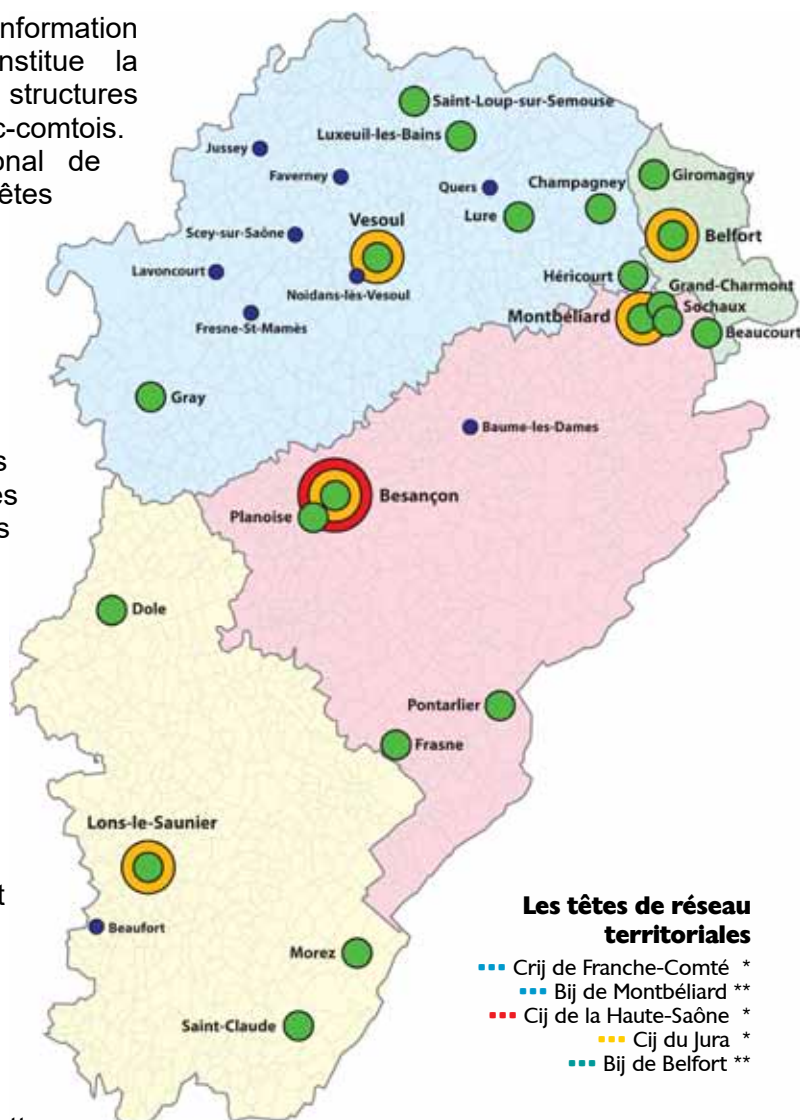 nformation
nstitue la
structures
c-comtois.
onal de
êtes
s
es
s
t
Saint-Loup-sur-Semouse
Luxeuil-les-Bains
Jussey
Faverney
Quers
Champagney
Giromagny
Lure
Vesoul
Scey-sur-Saône
Belfort
Lavoncourt
Héricourt
Noidans-lès-Vesoul
Grand-Charmont
Sochaux
Montbéliard
Fresne-St-Mamès
Beaucourt
Gray
Baume-les-Dames
Besançon
Planoise
Dole
Pontarlier
Frasne
Lons-le-Saunier
Beaufort
Morez
Saint-Claude
Les têtes de réseau
territoriales
Crij de Franche-Comté *
Bij de Montbéliard **
Cij de la Haute-Saône *
Cij du Jura *
Bij de Belfort **